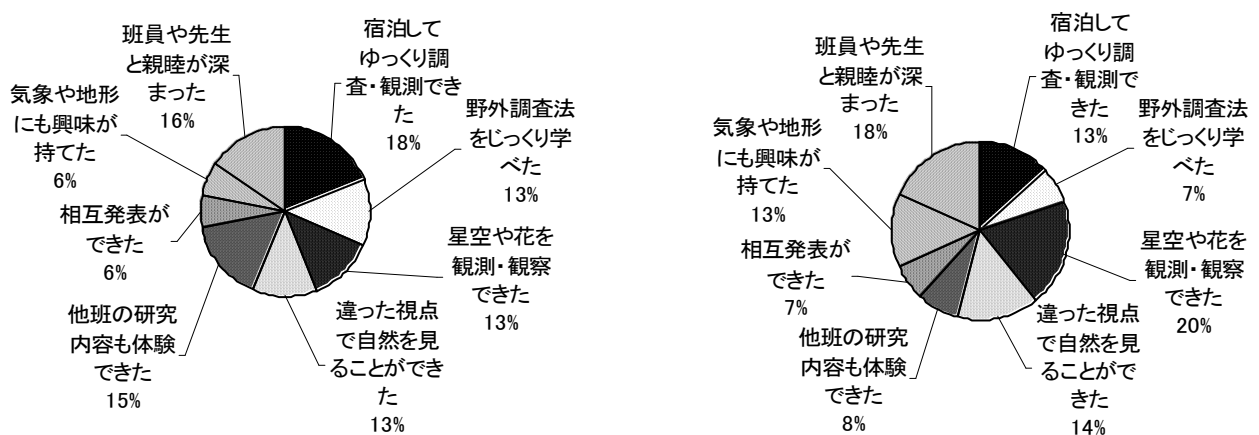 宿泊して
ゆっくり調
査・観測でき
た
18%
野外調査法
をじっくり学
べた
13%
星空や花を
観測・観察
できた
13%
違った視点
で自然を見
ることができ
た
13%
他班の研究
内容も体験
できた
15%
相互発表が
できた
6%
気象や地形
にも興味が
持てた
6%
班員や先生
と親睦が深
まった
16%
宿泊して
ゆっくり調
査・観測で
きた
13%
野外調査法
をじっくり学
べた
7%
星空や花を
観測・観察
できた
20%
違った視点
で自然を見
ることがで
きた
14%
他班の研究
内容も体験
できた
8%
相互発表が
できた
7%
気象や地形
にも興味が
持てた
13%
班員や先生
と親睦が深
まった
18%